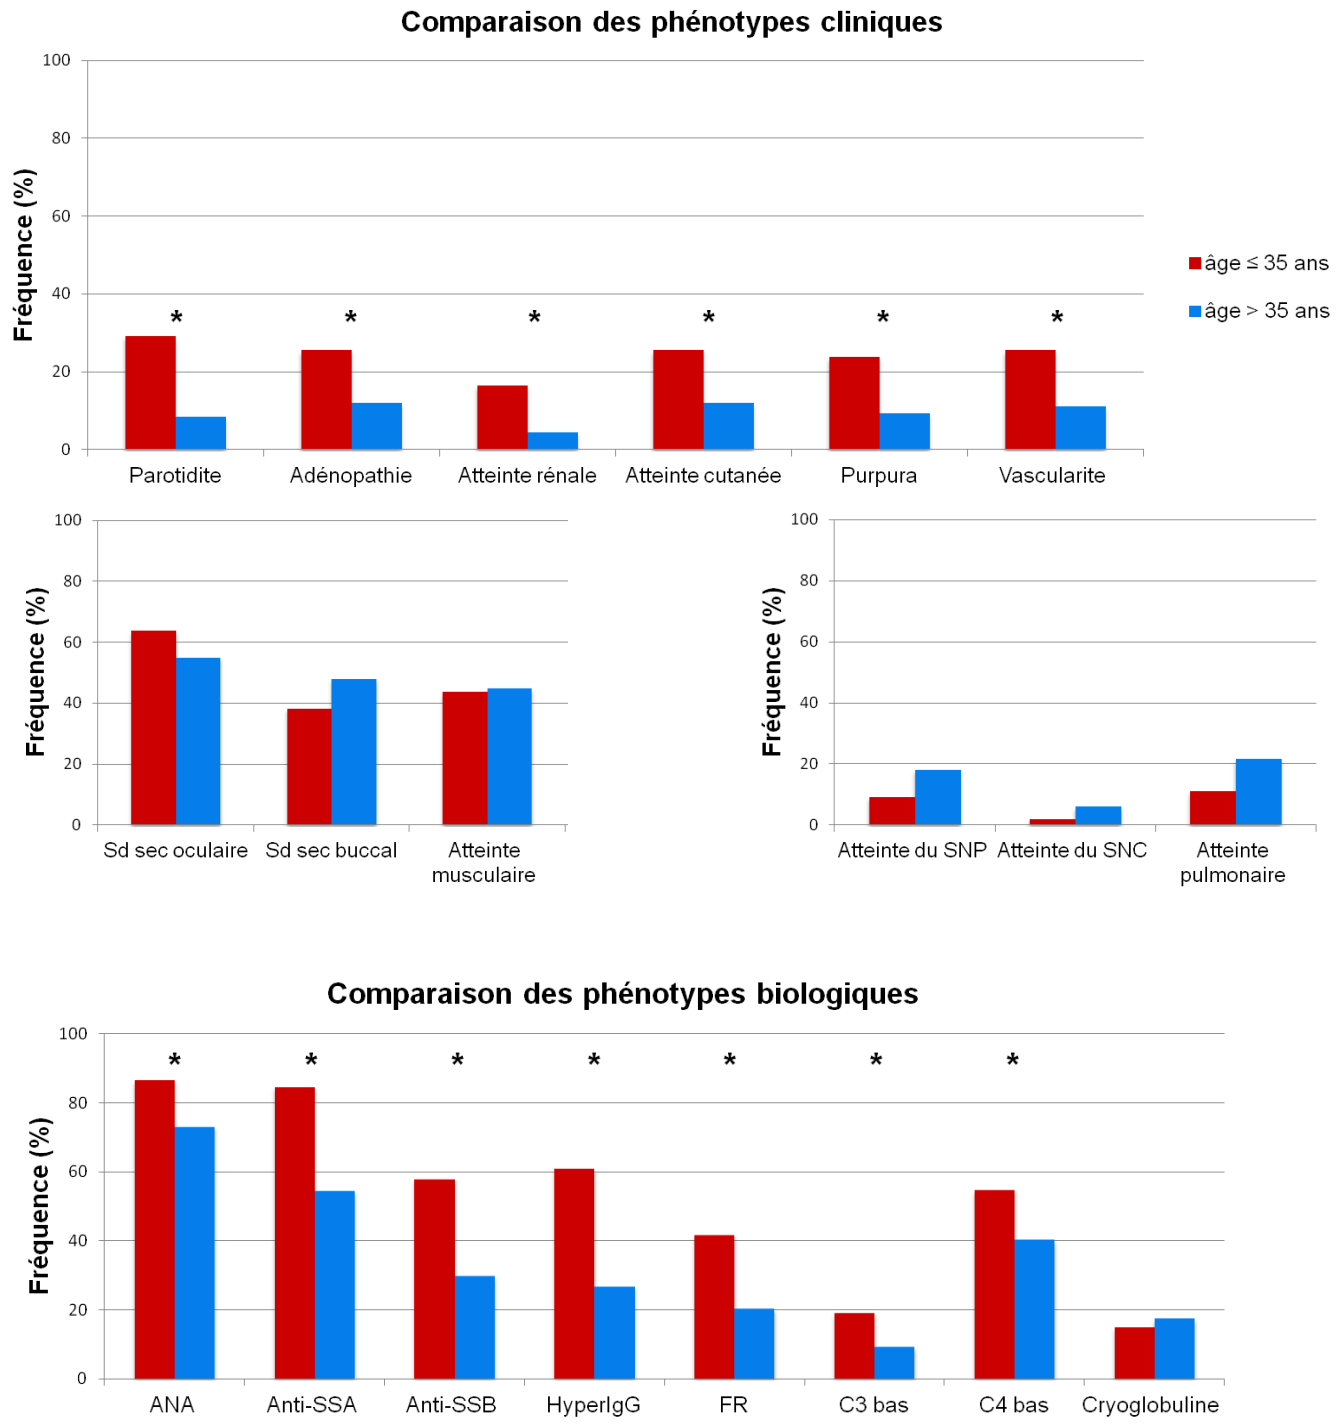 Comparaison des phénotypes cliniques
Fréquence (%)
100
80
60
40
20
0
* * * * * *
Parotidite Adénopathie Atteinte rénale Atteinte cutanée Purpura Vascularite
âge ≤ 35 ans
âge > 35 ans
Fréquence (%)
100
80
60
40
20
0
Sd sec oculaire Sd sec buccal Atteinte
musculaire
Fréquence (%)
100
80
60
40
20
0
Atteinte du SNP Atteinte du SNC Atteinte
pulmonaire
Comparaison des phénotypes biologiques
Fréquence (%)
100
80
60
40
20
0
* * * * * * *
ANA Anti-SSA Anti-SSB HyperIgG FR C3 bas C4 bas Cryoglobuline